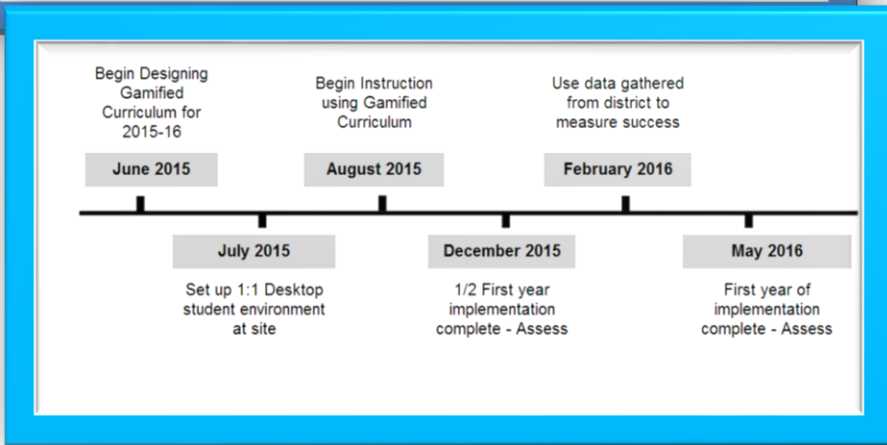 Begin Designing
Gamified
Curriculum for
2015-16
June 2015
July 2015
Set up 1:1 Desktop
student environment
at site
Begin Instruction
using Gamified
Curriculum
August 2015
December 2015
1/2 First year
implementation
complete - Assess
Use data gathered
from district to
measure success
February 2016
May 2016
First year of
implementation
complete - Assess